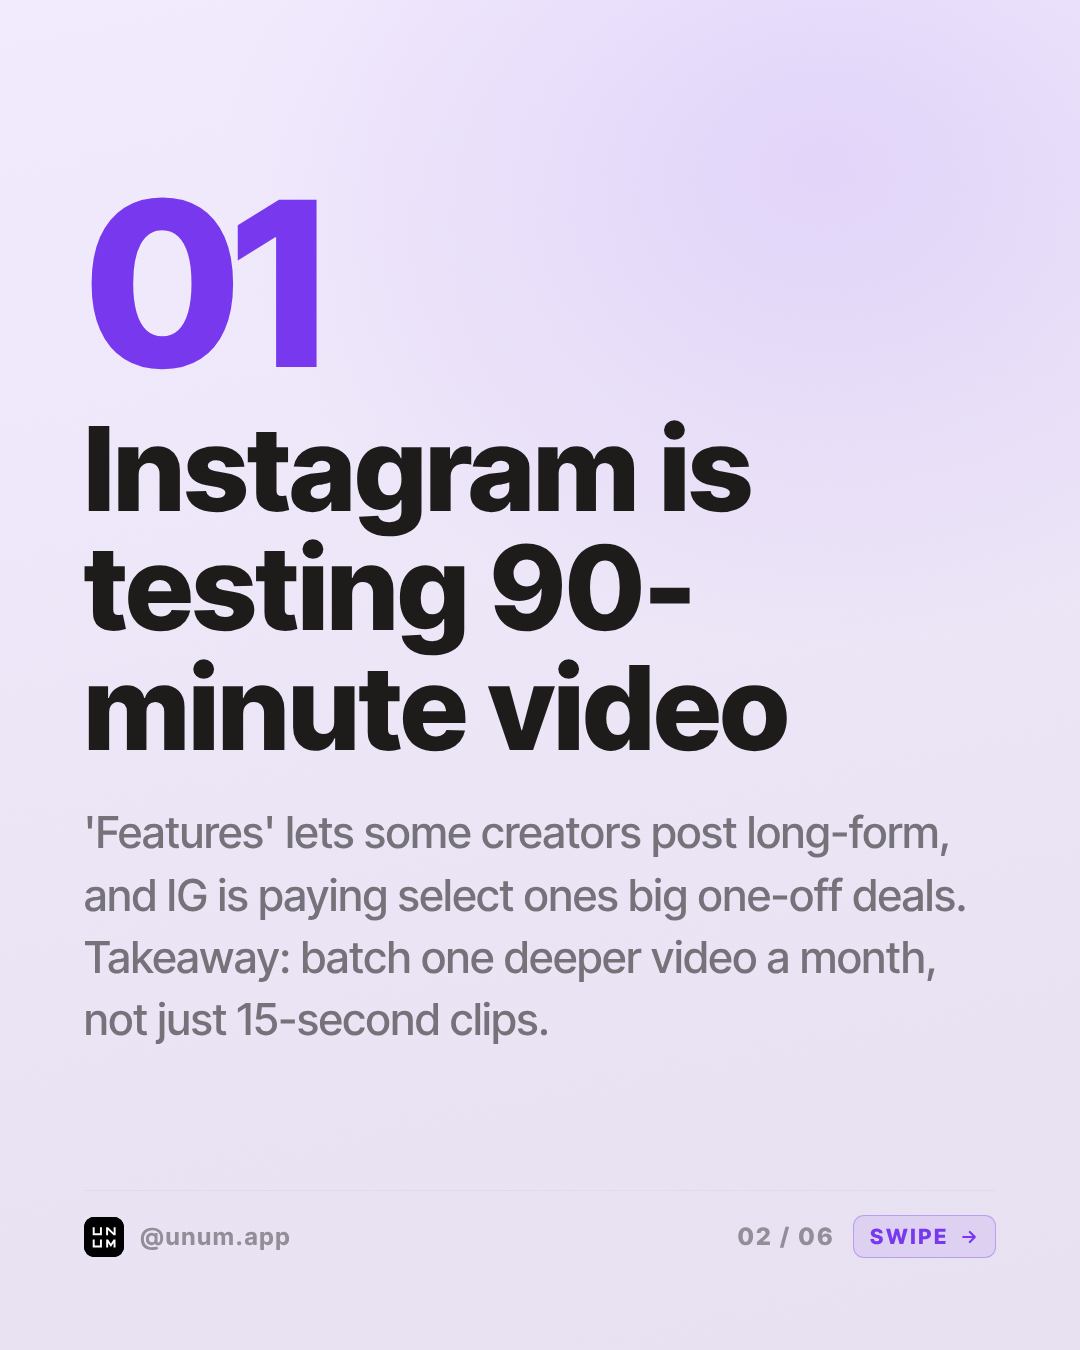 01
Instagram is
testing 90-
minute video
'Features' lets some creators post long-form,
and IG is paying select ones big one-off deals.
Takeaway: batch one deeper video a month,
not just 15-second clips.
UN
UM
@unum.app
02 / 06
SWIPE →